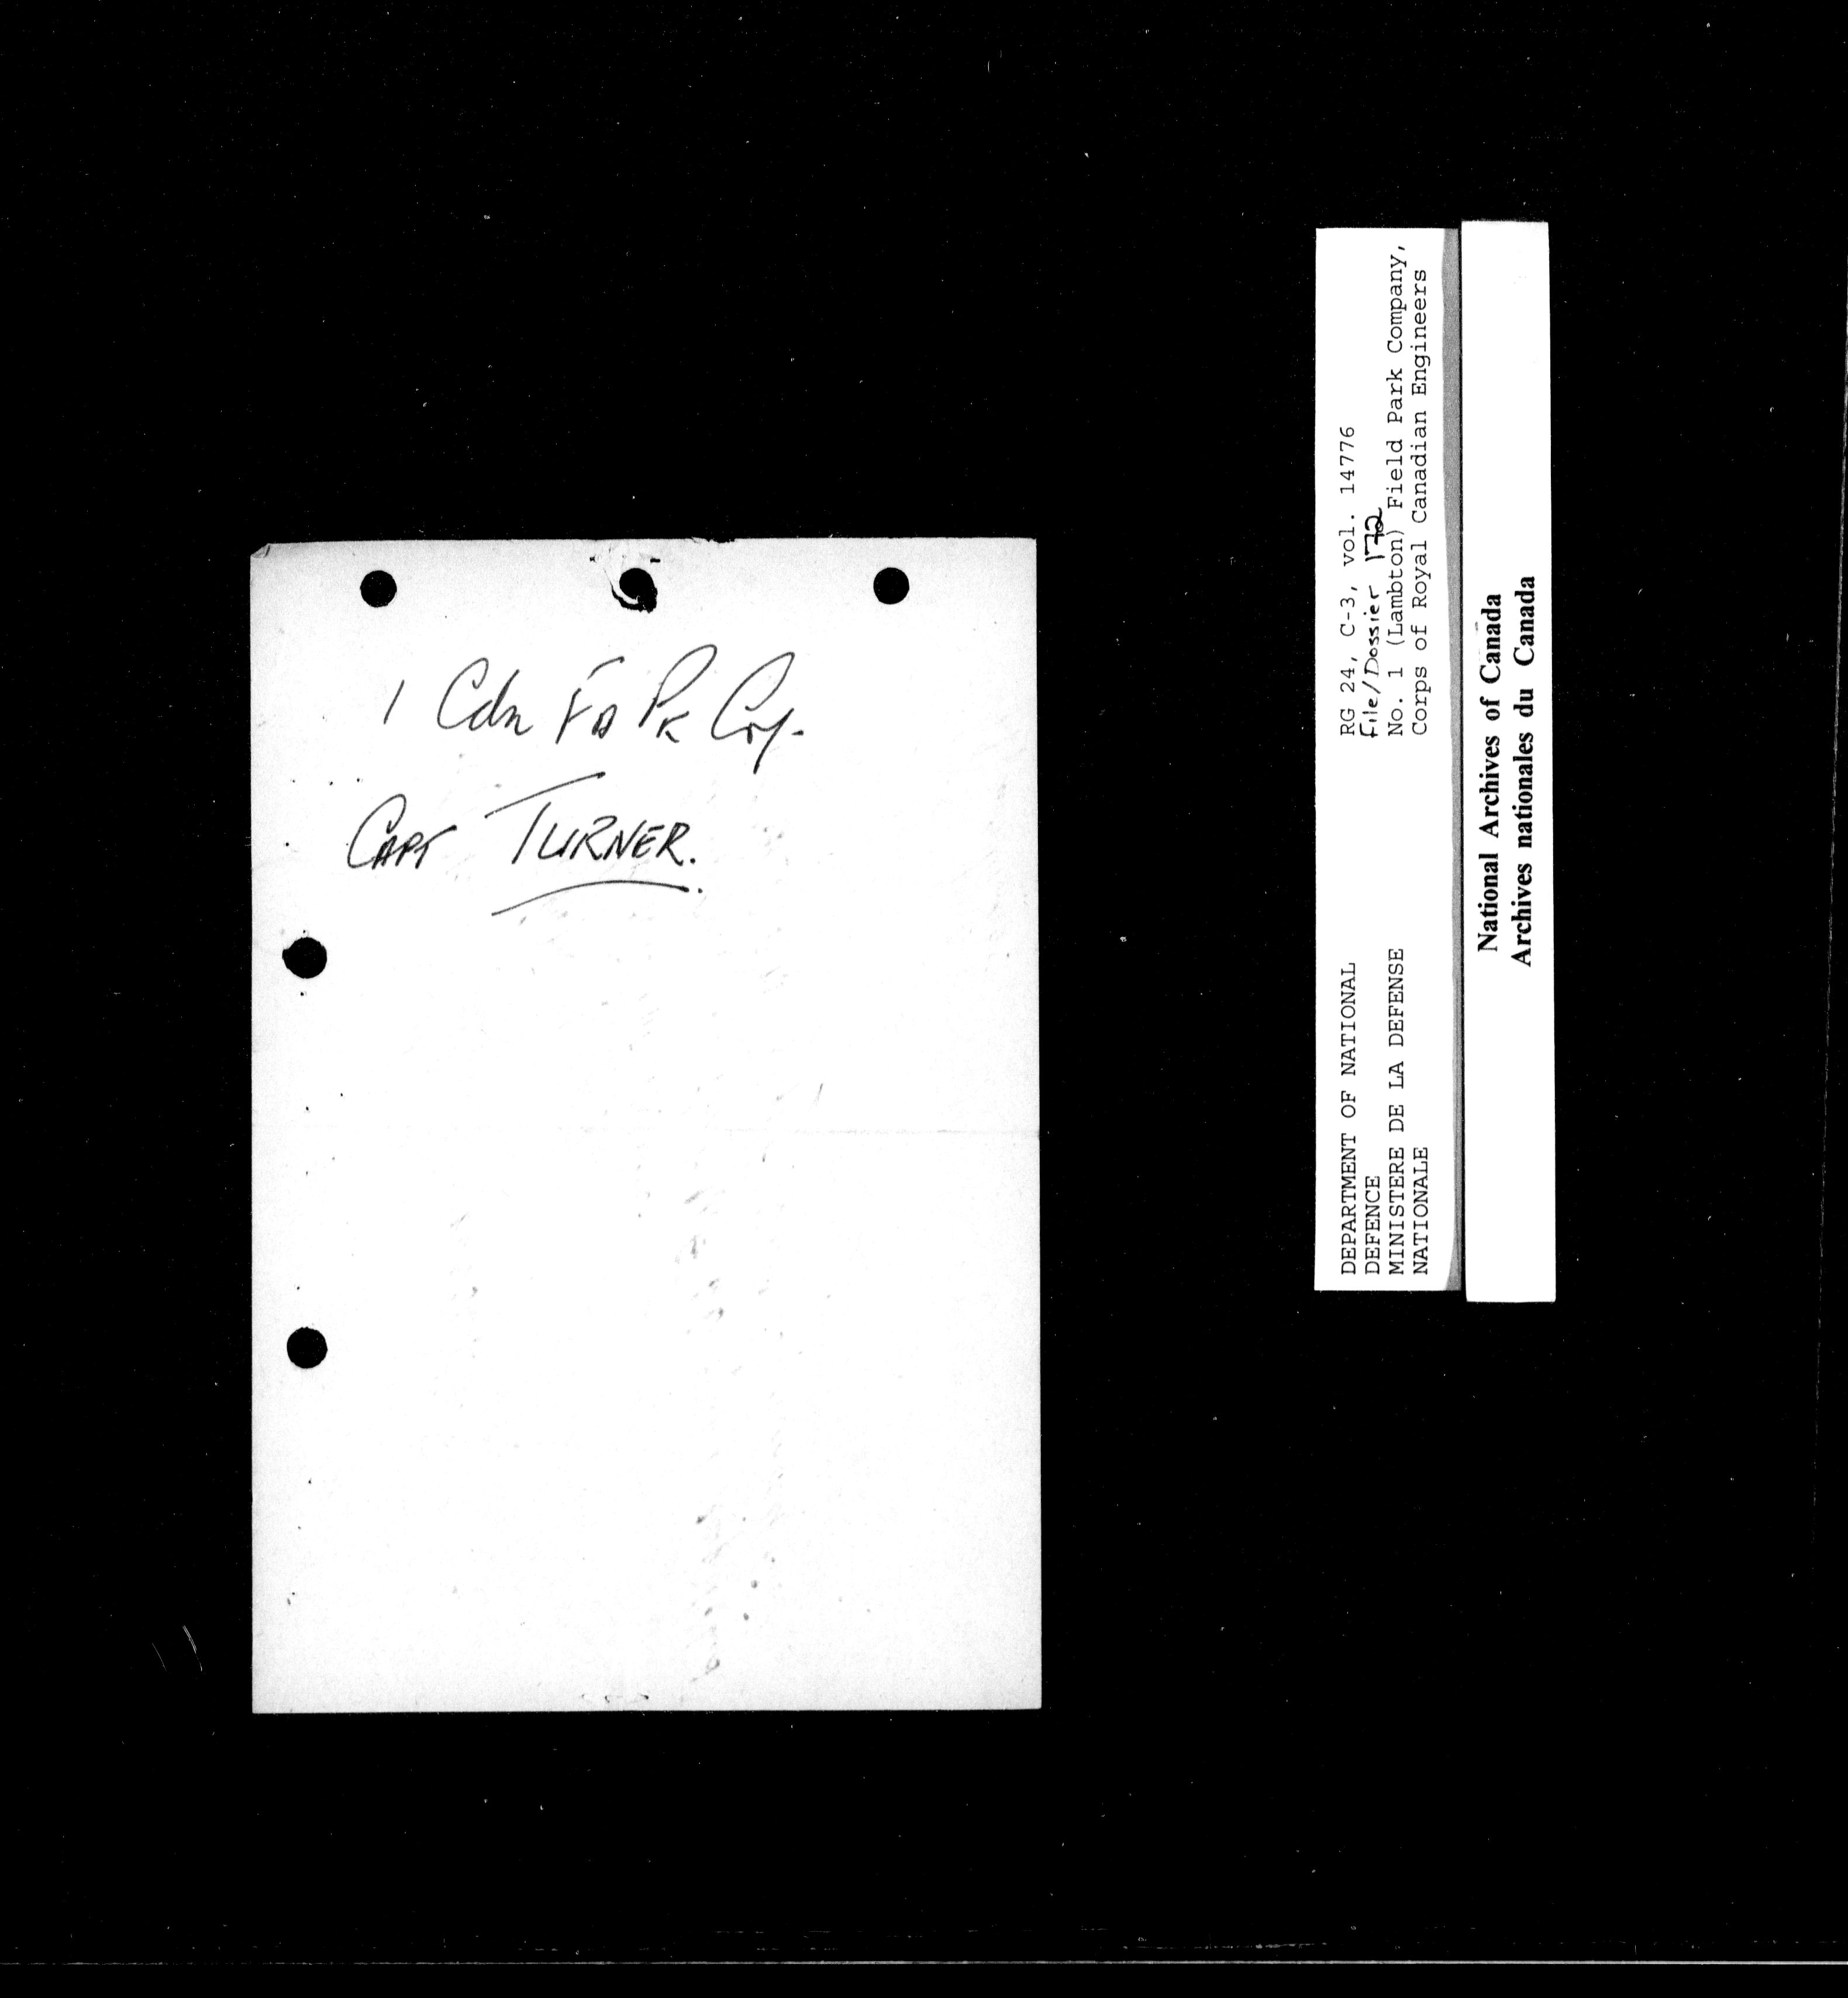 1 Cdn FD PK Coy.
CAPT TURNER.
RG 24, C-3, vol. 14776
File/Dossier 172
No. 1 (Lambton) Field Park Company,
Corps of Royal Canadian Engineers
DEPARTMENT OF NATIONAL
DEFENCE
MINISTERE DE LA DEFENSE
NATIONALE
National Archives of Canada
Archives nationales du Canada